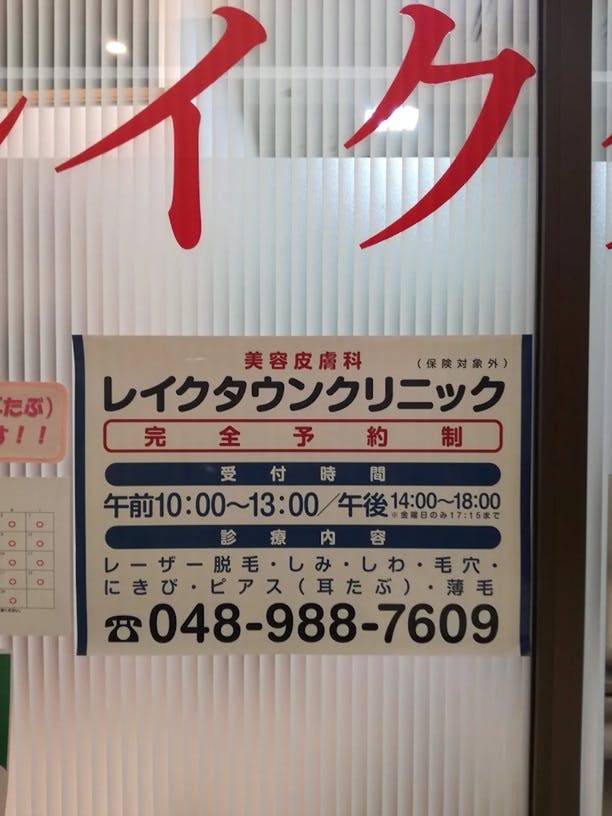 イク
美容皮膚科
(保険対象外)
レイクタウンクリニック
完全予約制
受付時間
午前10:00～13:00/午後14:00～18:00
※金曜日のみ17:15まで
診療内容
レーザー脱毛・しみ・しわ・毛穴・
にきび・ピアス(耳たぶ)・薄毛
☎048-988-7609
たぶ)
す!!